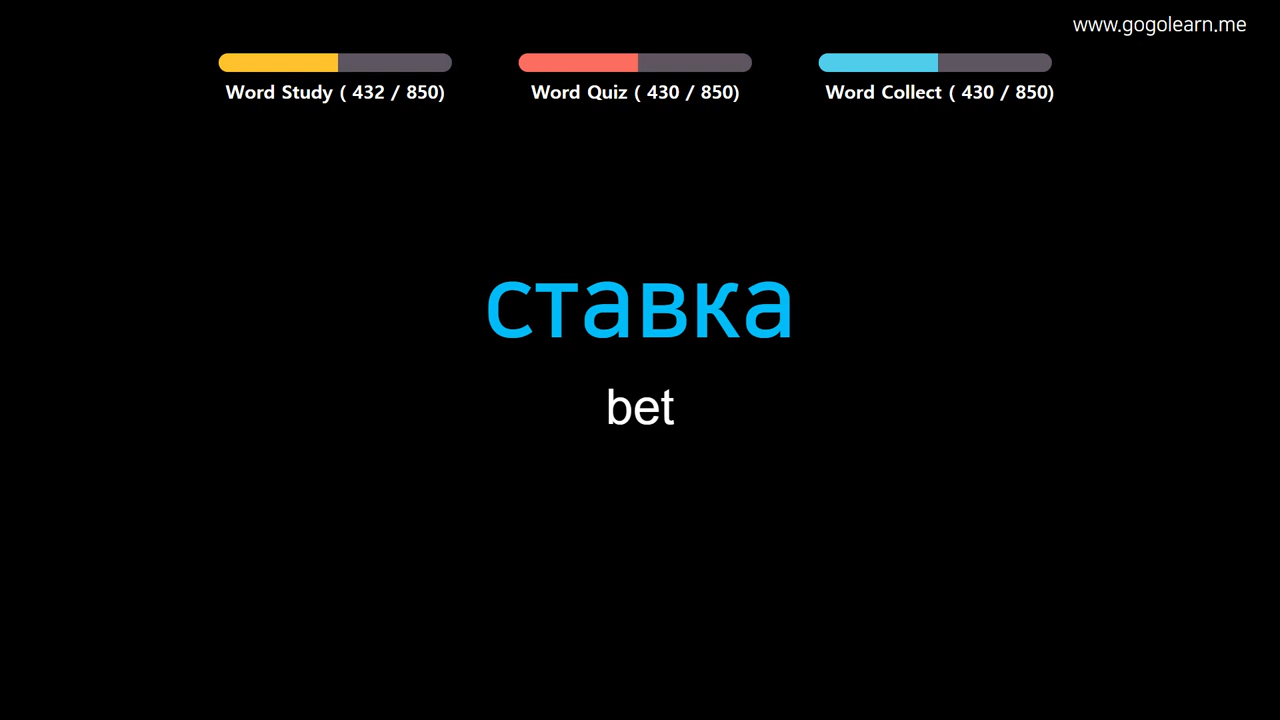 www.gogolearn.me
Word Study ( 432 / 850)
Word Quiz ( 430 / 850)
Word Collect ( 430 / 850)
ставка
bet